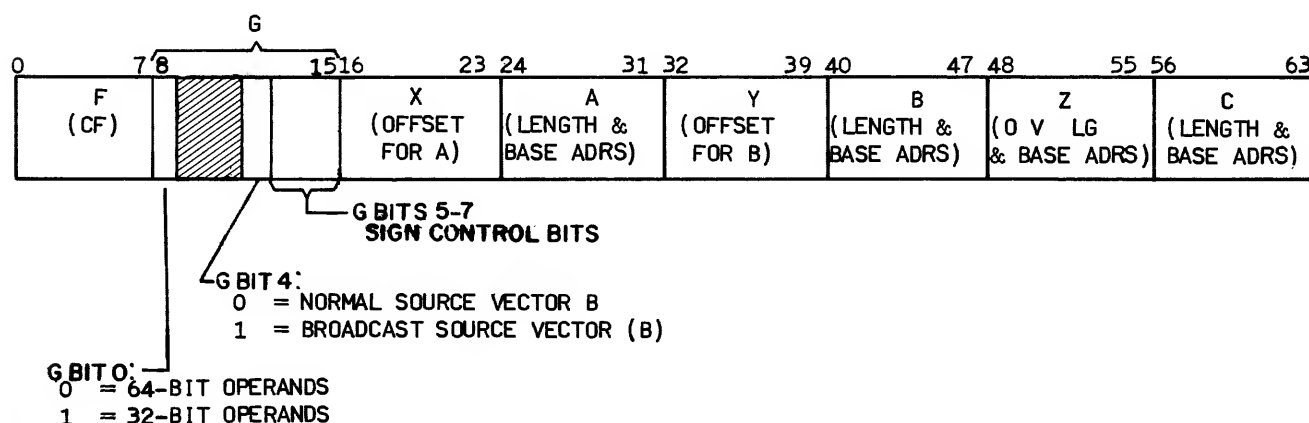 G
0 7 8 15 16 23 24 31 32 39 40 47 48 55 56 63
F X A Y B Z C
(CF) (OFFSET (LENGTH & (OFFSET (LENGTH & (O V LG (LENGTH &
FOR A) BASE ADRS) FOR B) BASE ADRS) & BASE ADRS) BASE ADRS)
G BITS 5-7
SIGN CONTROL BITS
G BIT 4:
0 = NORMAL SOURCE VECTOR B
1 = BROADCAST SOURCE VECTOR (B)
G BIT 0:
0 = 64-BIT OPERANDS
1 = 32-BIT OPERANDS